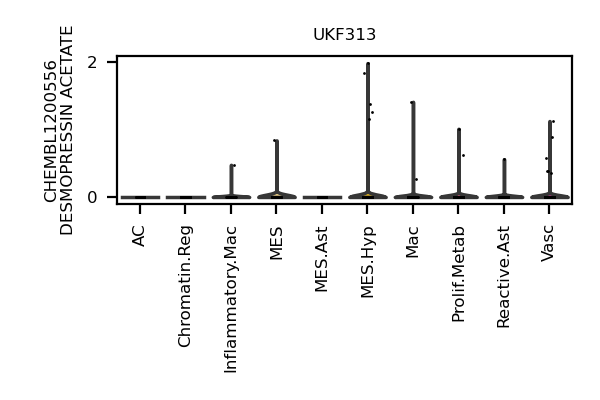 UKF313
CHEMBL1200556
DESMOPRESSIN ACETATE
2
0
AC
Chromatin.Reg
Inflammatory.Mac
MES
MES.Ast
MES.Hyp
Mac
Prolif.Metab
Reactive.Ast
Vasc